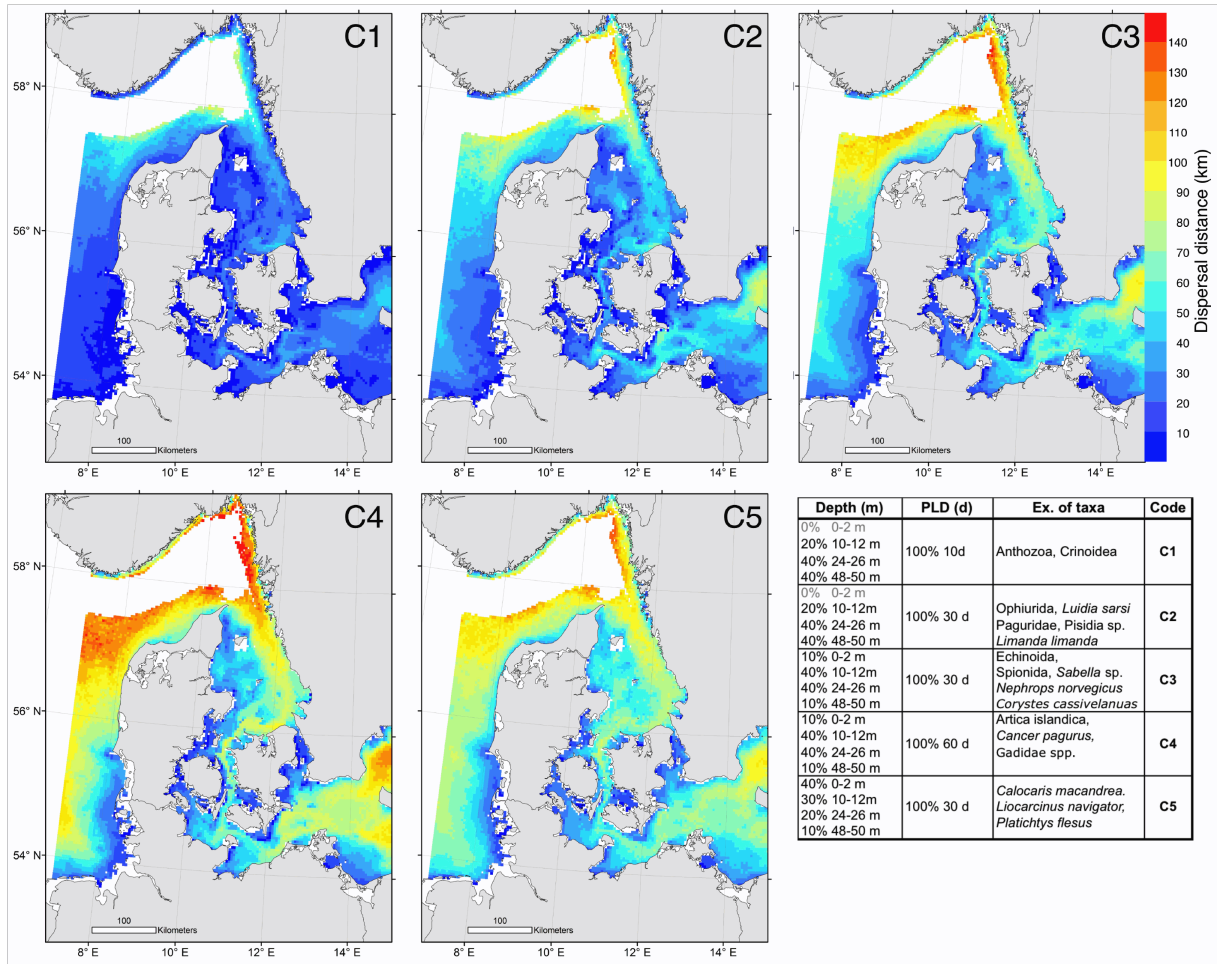 C1
C2
C3
58° N
56° N
54° N
100
Kilometers
100
Kilometers
100
Kilometers
8° E 10° E 12° E 14° E
8° E 10° E 12° E 14° E
8° E 10° E 12° E 14° E
140
130
120
110
100
90
80
70
60
50
40
30
20
10
Dispersal distance (km)
C4
C5
58° N
56° N
54° N
100
Kilometers
100
Kilometers
8° E 10° E 12° E 14° E
8° E 10° E 12° E 14° E
Depth (m) PLD (d) Ex. of taxa Code
0% 0-2 m
20% 10-12 m
40% 24-26 m
40% 48-50 m
100% 10d
Anthozoa, Crinoidea
C1
0% 0-2 m
20% 10-12m
40% 24-26 m
40% 48-50 m
100% 30 d
Ophiurida, Luidia sarsi
Paguridae, Pisidia sp.
Limanda limanda
C2
10% 0-2 m
40% 10-12m
40% 24-26 m
10% 48-50 m
100% 30 d
Echinoida,
Spionida, Sabella sp.
Nephrops norvegicus
Corystes cassivelanuas
C3
10% 0-2 m
40% 10-12m
40% 24-26 m
10% 48-50 m
100% 60 d
Artica islandica,
Cancer pagurus,
Gadidae spp.
C4
40% 0-2 m
30% 10-12m
20% 24-26 m
10% 48-50 m
100% 30 d
Calocaris macandrea.
Liocarcinus navigator,
Platichtys flesus
C5